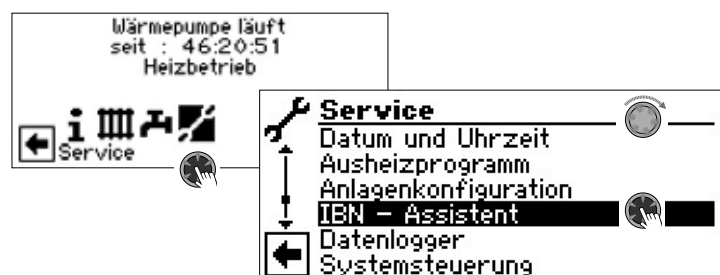 Wärmepumpe läuft
seit : 46:20:51
Heizbetrieb
Service
Service
Datum und Uhrzeit
Ausheizprogramm
Anlagenkonfiguration
IBN - Assistent
Datenlogger
Systemsteuerung